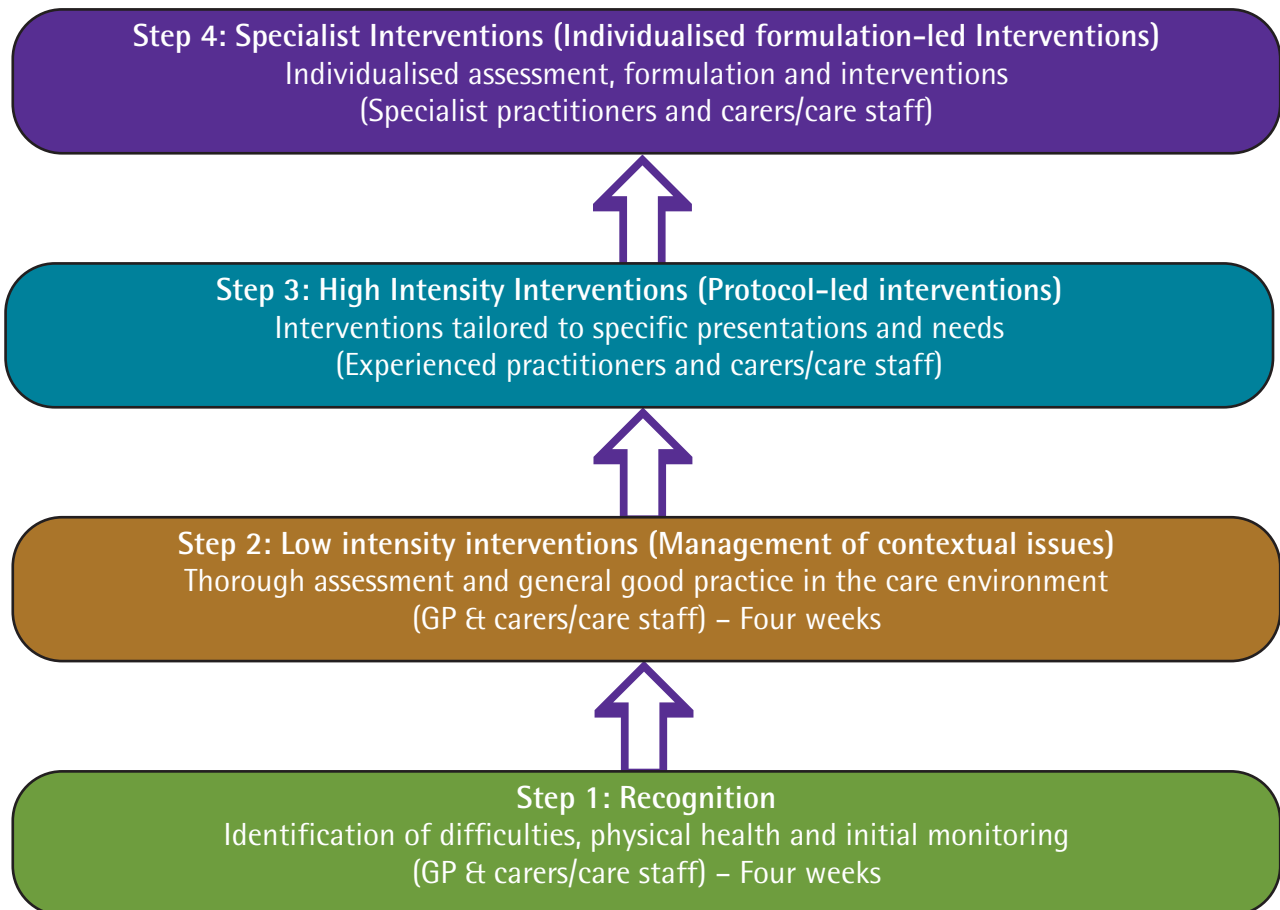 Step 4: Specialist Interventions (Individualised formulation-led Interventions)
Individualised assessment, formulation and interventions
(Specialist practitioners and carers/care staff)
Step 3: High Intensity Interventions (Protocol-led interventions)
Interventions tailored to specific presentations and needs
(Experienced practitioners and carers/care staff)
Step 2: Low intensity interventions (Management of contextual issues)
Thorough assessment and general good practice in the care environment
(GP & carers/care staff) – Four weeks
Step 1: Recognition
Identification of difficulties, physical health and initial monitoring
(GP & carers/care staff) – Four weeks